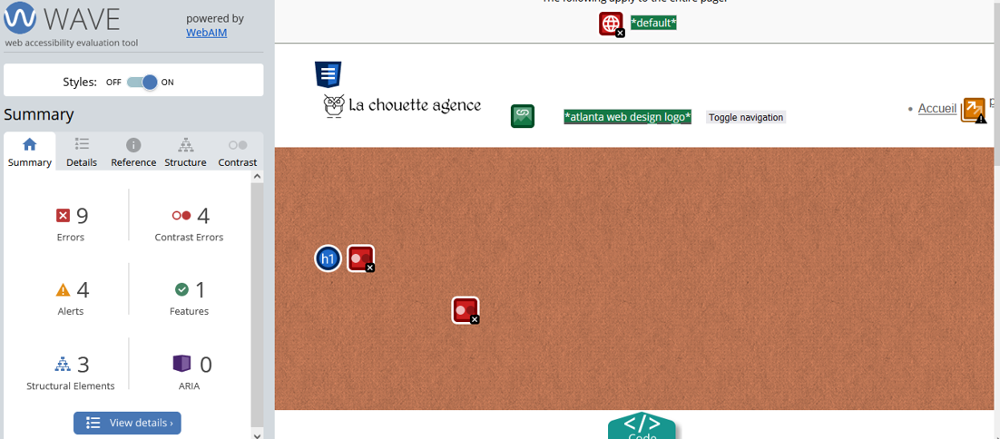 WAVE
web accessibility evaluation tool
powered by
WebAIM
Styles: OFF ON
Summary
Summary Details Reference Structure Contrast
9
Errors
4
Contrast Errors
4
Alerts
1
Features
3
Structural Elements
0
ARIA
View details ›
The following apply to the entire page:
*default*
La chouette agence
*atlanta web design logo*
Toggle navigation
Accueil
h1
</>
Code